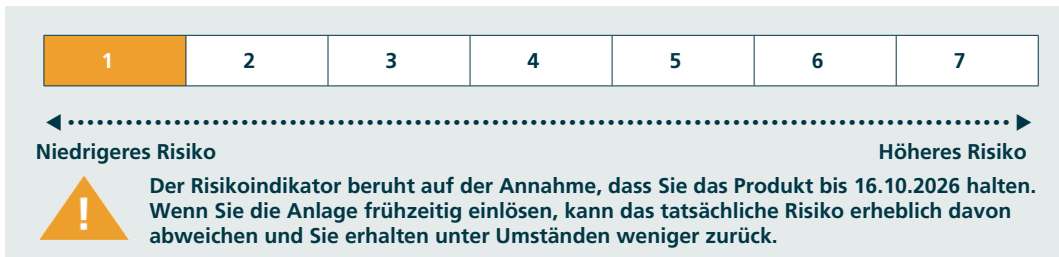 1 2 3 4 5 6 7
Niedrigeres Risiko Höheres Risiko
Der Risikoindikator beruht auf der Annahme, dass Sie das Produkt bis 16.10.2026 halten.
Wenn Sie die Anlage frühzeitig einlösen, kann das tatsächliche Risiko erheblich davon
abweichen und Sie erhalten unter Umständen weniger zurück.